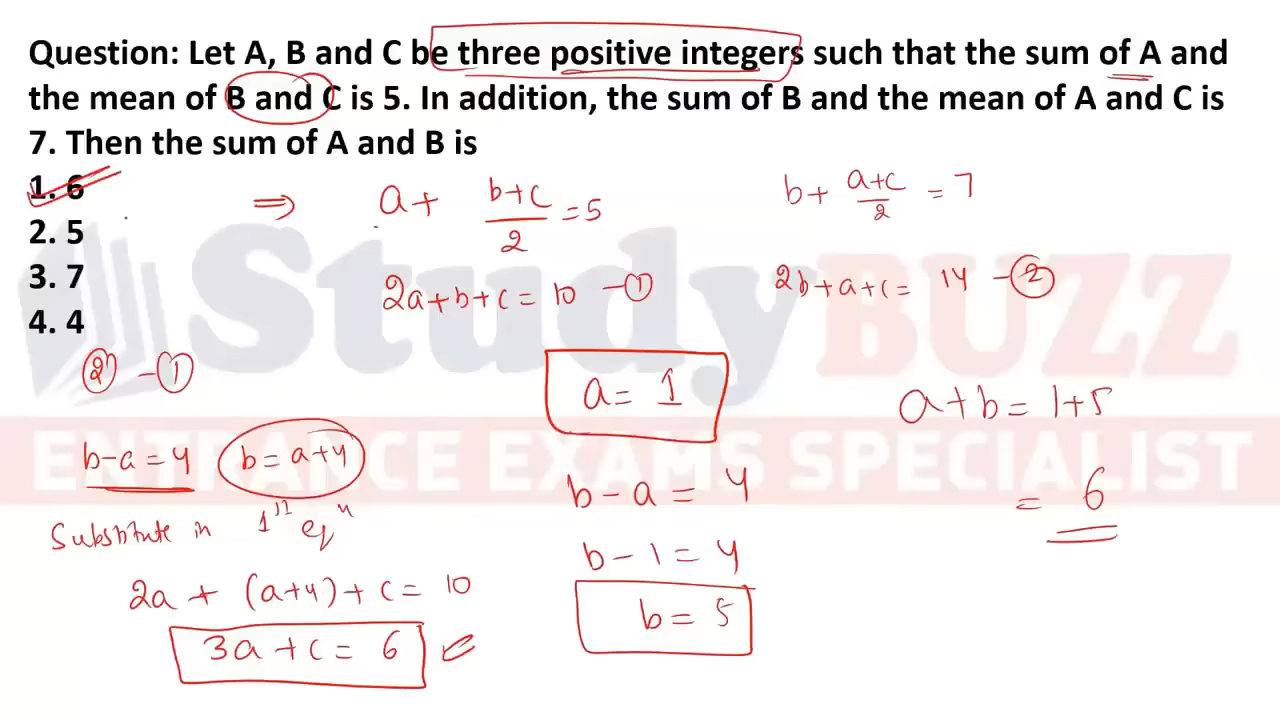 Question: Let A, B and C be three positive integers such that the sum of A and
the mean of B and C is 5. In addition, the sum of B and the mean of A and C is
7. Then the sum of A and B is
1. 6
2. 5
3. 7
4. 4
⇒ a + (b+c)/2 = 5
2a+b+c = 10 —①
b + (a+c)/2 = 7
2b+a+c = 14 —②
② — ①
b-a = 4 b = a+4
Substitute in 1st eqn
2a + (a+4) + c = 10
3a + c = 6
a = 1
b - a = 4
b - 1 = 4
b = 5
a+b = 1+5
= 6
StudyBUZZ
ENTRANCE EXAMS SPECIALIST